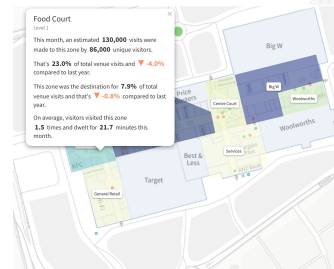 Food Court
Level 1
×
This month, an estimated 130,000 visits were
made to this zone by 86,000 unique visitors.
That's 23.0% of total venue visits and ▼ -4.0%
compared to last year.
This zone was the destination for 7.9% of total
venue visits and that's ▼ -0.8% compared to last
year.
On average, visitors visited this zone
1.5 times and dwelt for 21.7 minutes this
month.
Big W
Big W
Price
Centre Court
Woolworths
Woolworths
Services
Best &
Less
KFC
Target
General Retail